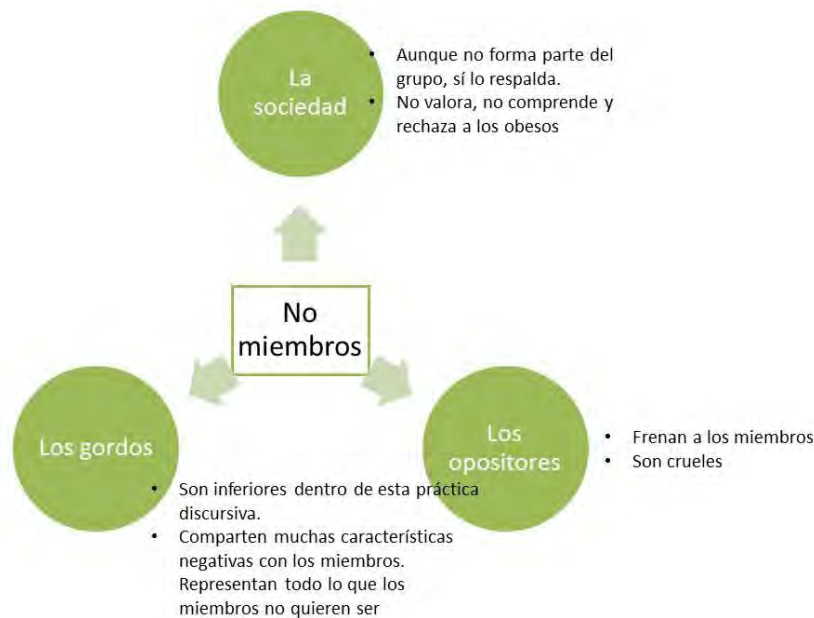 La
sociedad
• Aunque no forma parte del
grupo, sí lo respalda.
• No valora, no comprende y
rechaza a los obesos
No
miembros
Los gordos
• Son inferiores dentro de esta práctica
discursiva.
• Comparten muchas características
negativas con los miembros.
Representan todo lo que los
miembros no quieren ser
Los
opositores
• Frenan a los miembros
• Son crueles